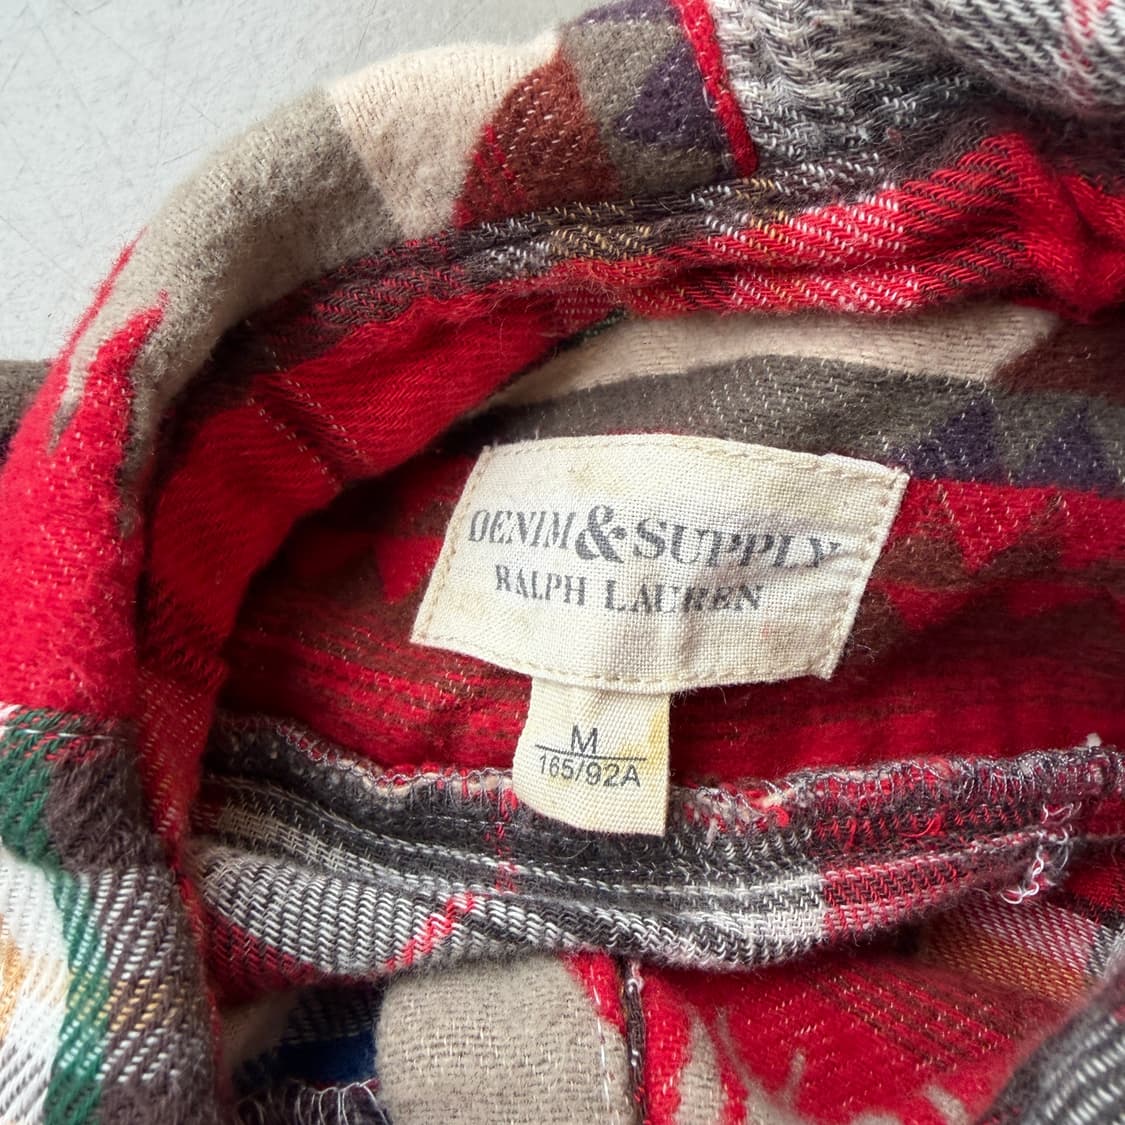 DENIM & SUPPLY
RALPH LAUREN
M
165/92A